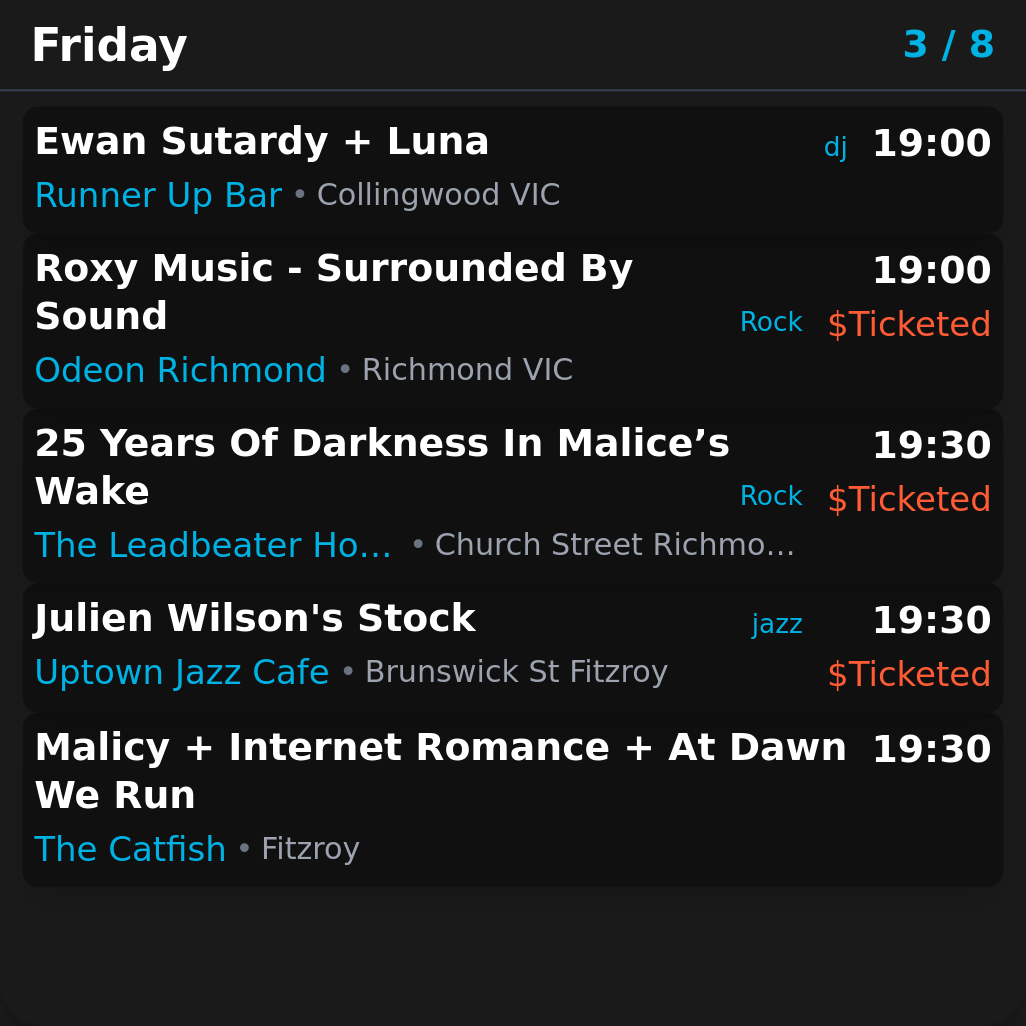 Friday 3 / 8
Ewan Sutardy + Luna dj 19:00
Runner Up Bar • Collingwood VIC
Roxy Music - Surrounded By 19:00
Sound Rock $Ticketed
Odeon Richmond • Richmond VIC
25 Years Of Darkness In Malice’s 19:30
Wake Rock $Ticketed
The Leadbeater Ho… • Church Street Richmo…
Julien Wilson's Stock jazz 19:30
Uptown Jazz Cafe • Brunswick St Fitzroy $Ticketed
Malicy + Internet Romance + At Dawn 19:30
We Run
The Catfish • Fitzroy